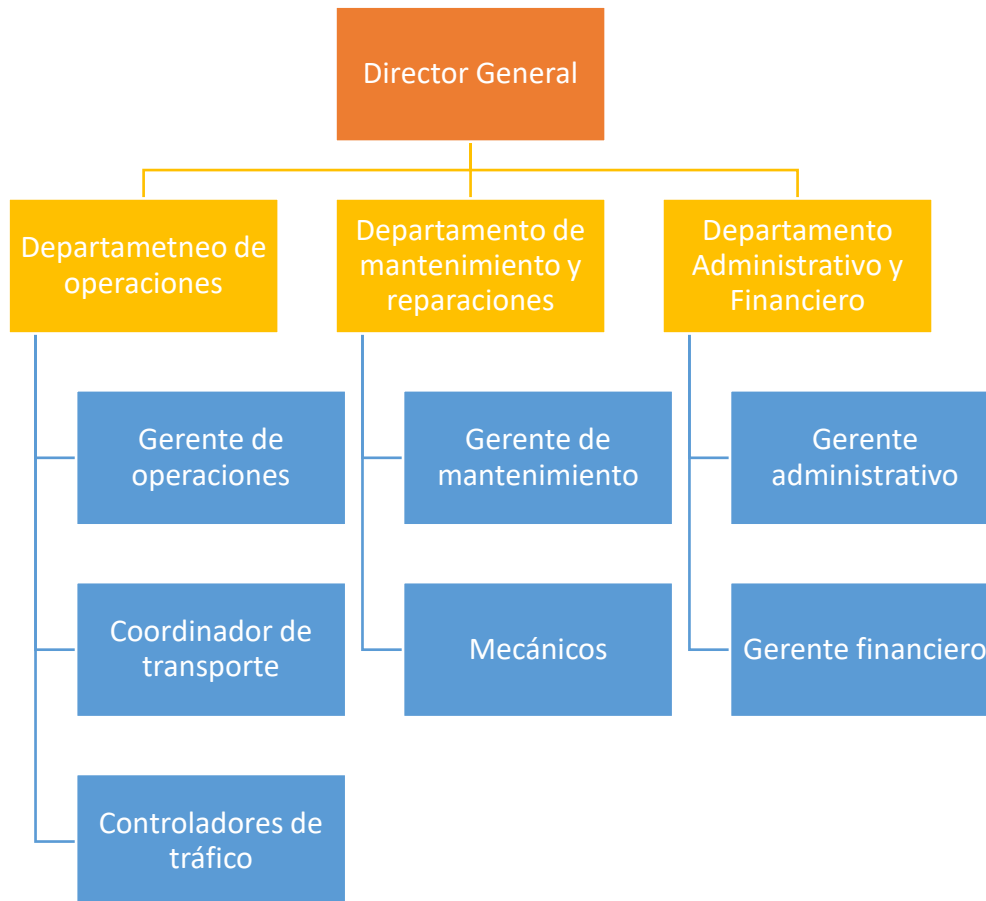 Director General
Departametneo de
operaciones
Departamento de
mantenimiento y
reparaciones
Departamento
Administrativo y
Financiero
Gerente de
operaciones
Gerente de
mantenimiento
Gerente
administrativo
Coordinador de
transporte
Mecánicos
Gerente financiero
Controladores de
tráfico